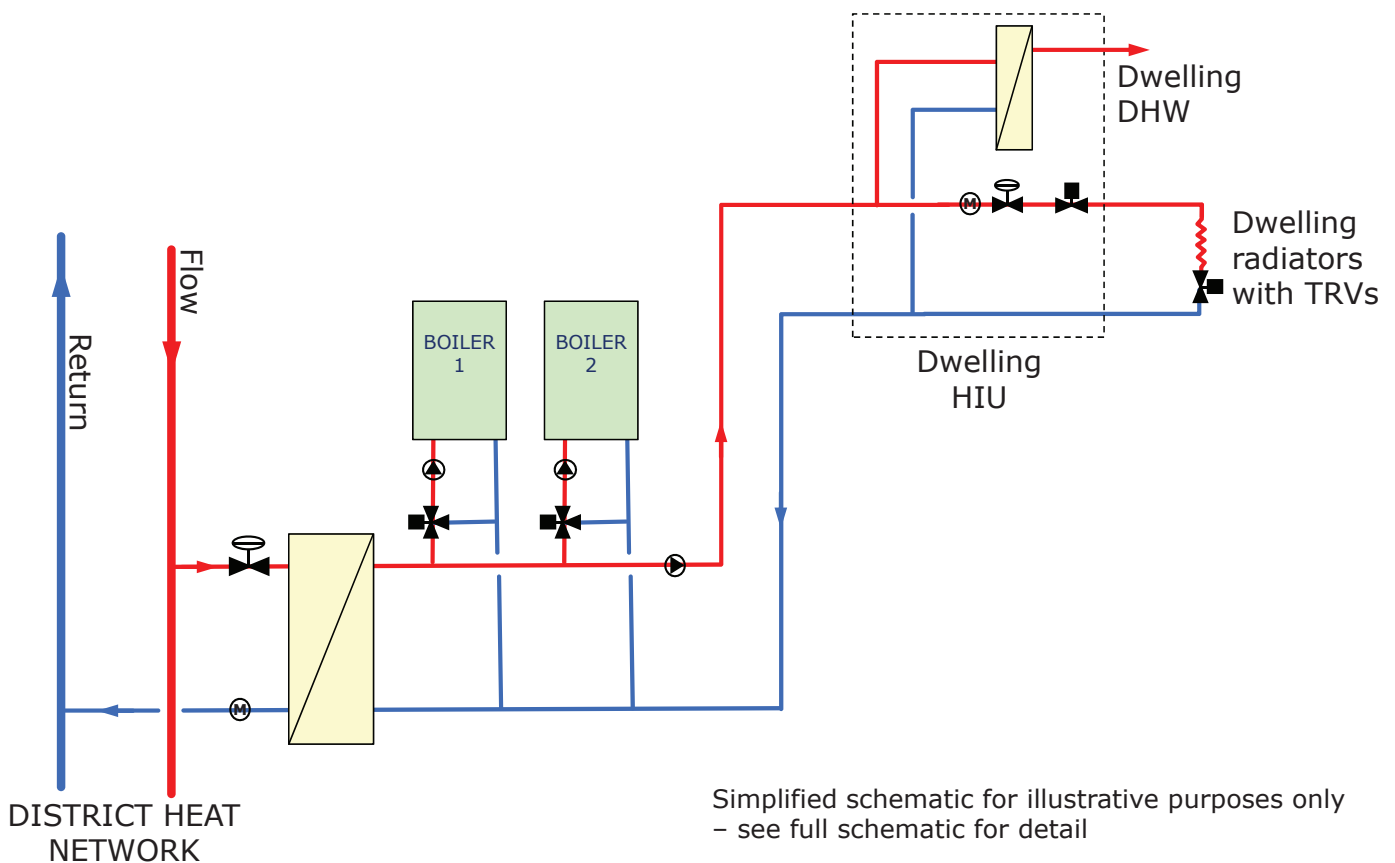 Dwelling
DHW
Dwelling
radiators
with TRVs
M
Dwelling
HIU
Flow
Return
BOILER
1
BOILER
2
M
DISTRICT HEAT
NETWORK
Simplified schematic for illustrative purposes only
– see full schematic for detail